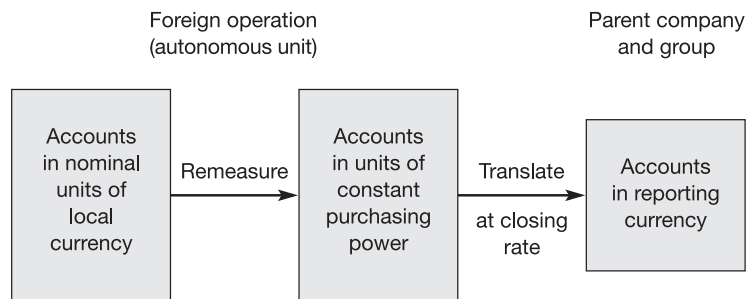 Foreign operation
(autonomous unit)
Parent company
and group
Accounts
in nominal
units of
local
currency
Remeasure
Accounts
in units of
constant
purchasing
power
Translate
at closing
rate
Accounts
in reporting
currency